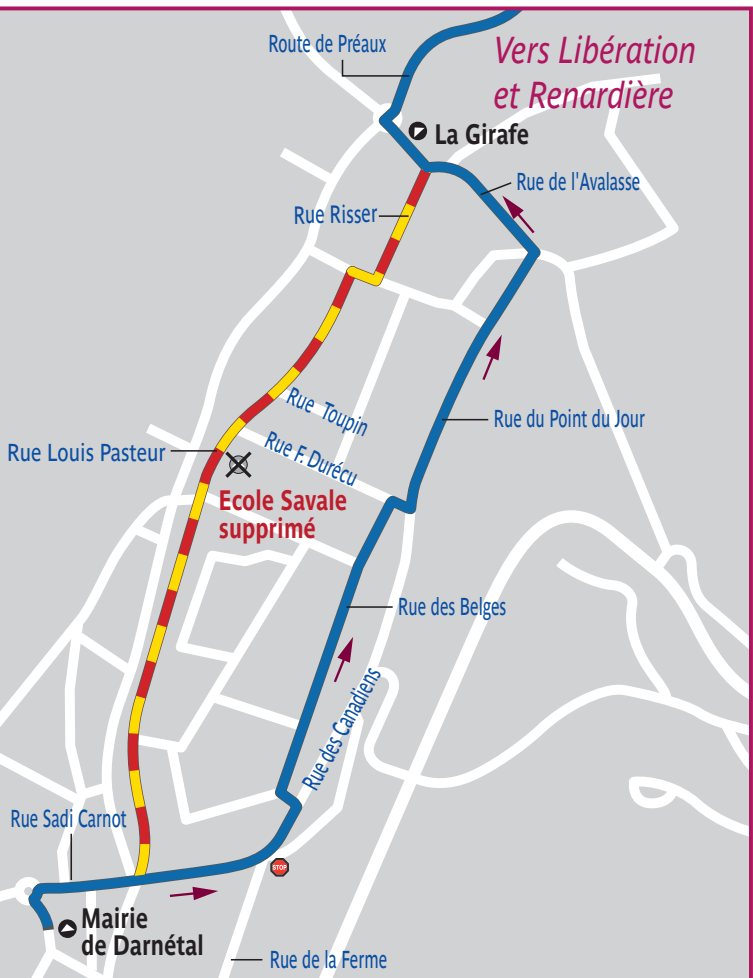 Route de Préaux
Vers Libération
et Renardière
La Girafe
Rue de l'Avalasse
Rue Risser
Rue Toupin
Rue du Point du Jour
Rue F. Durécu
Rue Louis Pasteur
Ecole Savale
supprimé
Rue des Belges
Rue des Canadiens
Rue Sadi Carnot
STOP
Mairie
de Darnétal
Rue de la Ferme